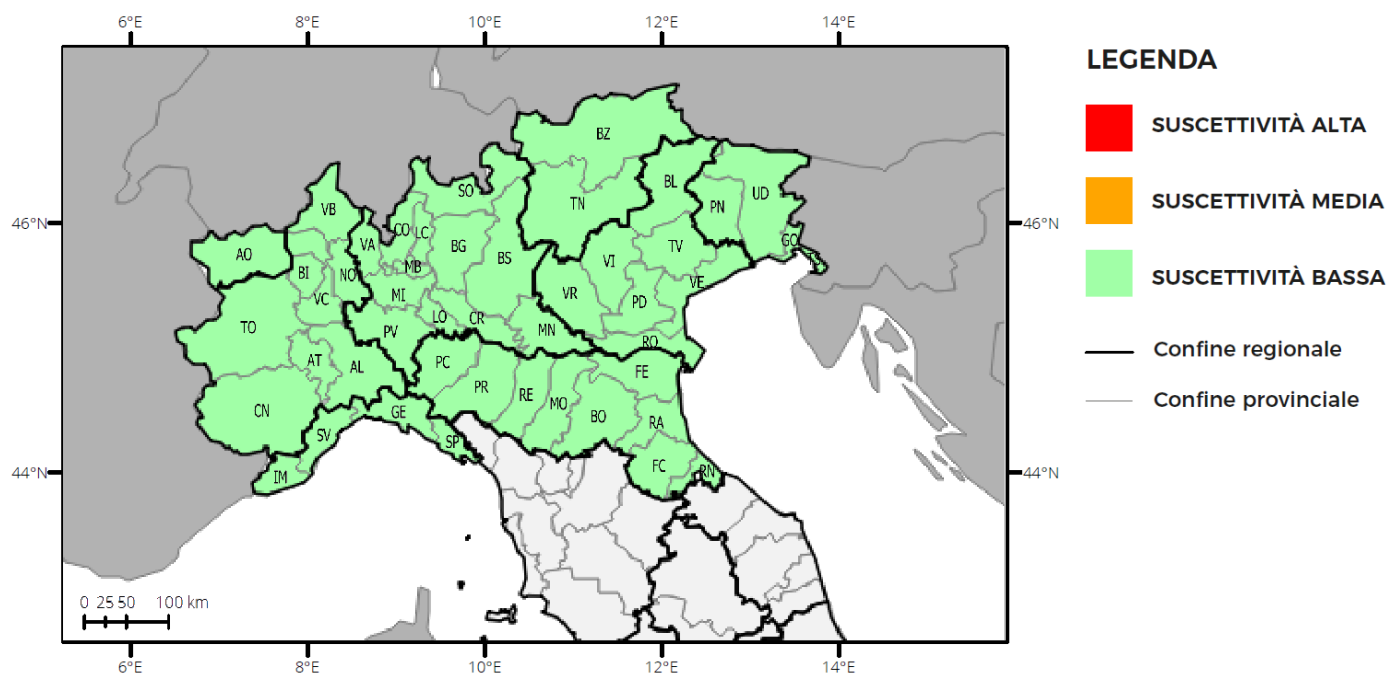 6°E 8°E 10°E 12°E 14°E
LEGENDA
SUSCETTIVITÀ ALTA
SUSCETTIVITÀ MEDIA
SUSCETTIVITÀ BASSA
Confine regionale
Confine provinciale
BZ
SO
BL
UD
VB
TN
PN
46°N
46°N
CO
LC
VA
BG
TV
GO
AO
BS
VI
BI
NO
MB
VE
VC
MI
VR
PD
TO
LO
CR
PV
MN
RO
AT
AL
PC
PR
RE
FE
MO
CN
GE
BO
RA
SV
SP
44°N
IM
FC
RN
44°N
0 25 50 100 km
6°E 8°E 10°E 12°E 14°E